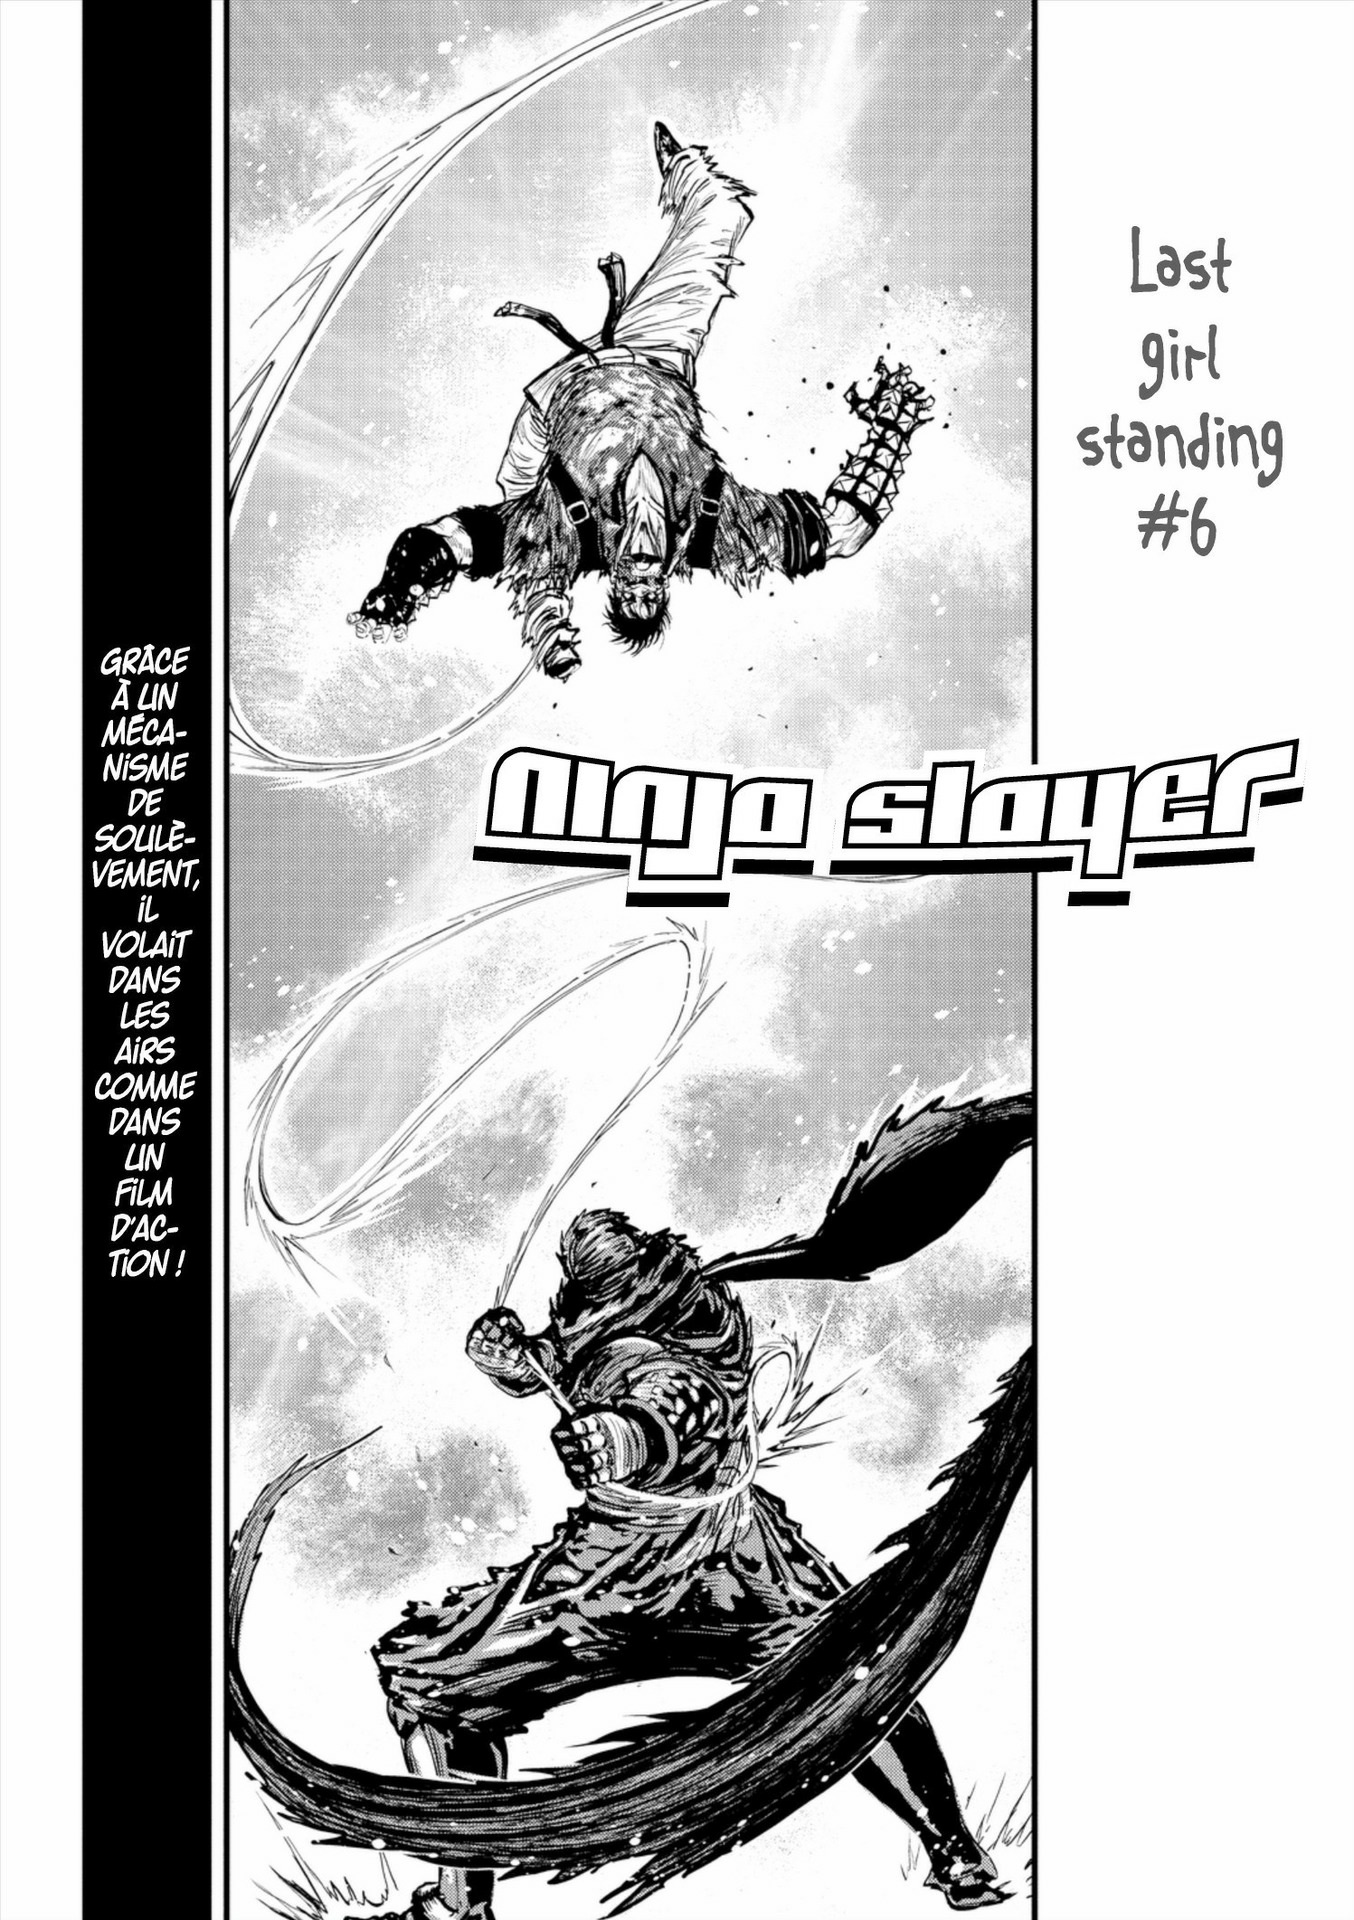 Last
girl
standing
#6
ninja slayer
GRÂCE
À UN
MÉCA-
NISME
DE
SOULÈ-
VEMENT,
IL
VOLAIT
DANS
LES
AIRS
COMME
DANS
UN
FILM
D'AC-
TION !